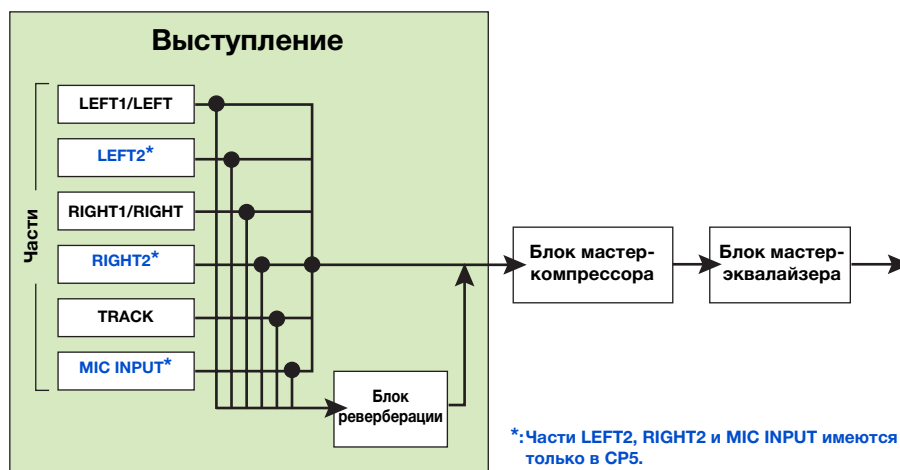 Выступление
Части
LEFT1/LEFT
LEFT2*
RIGHT1/RIGHT
RIGHT2*
TRACK
MIC INPUT*
Блок
реверберации
Блок мастер-
компрессора
Блок мастер-
эквалайзера
*:Части LEFT2, RIGHT2 и MIC INPUT имеются
только в CP5.